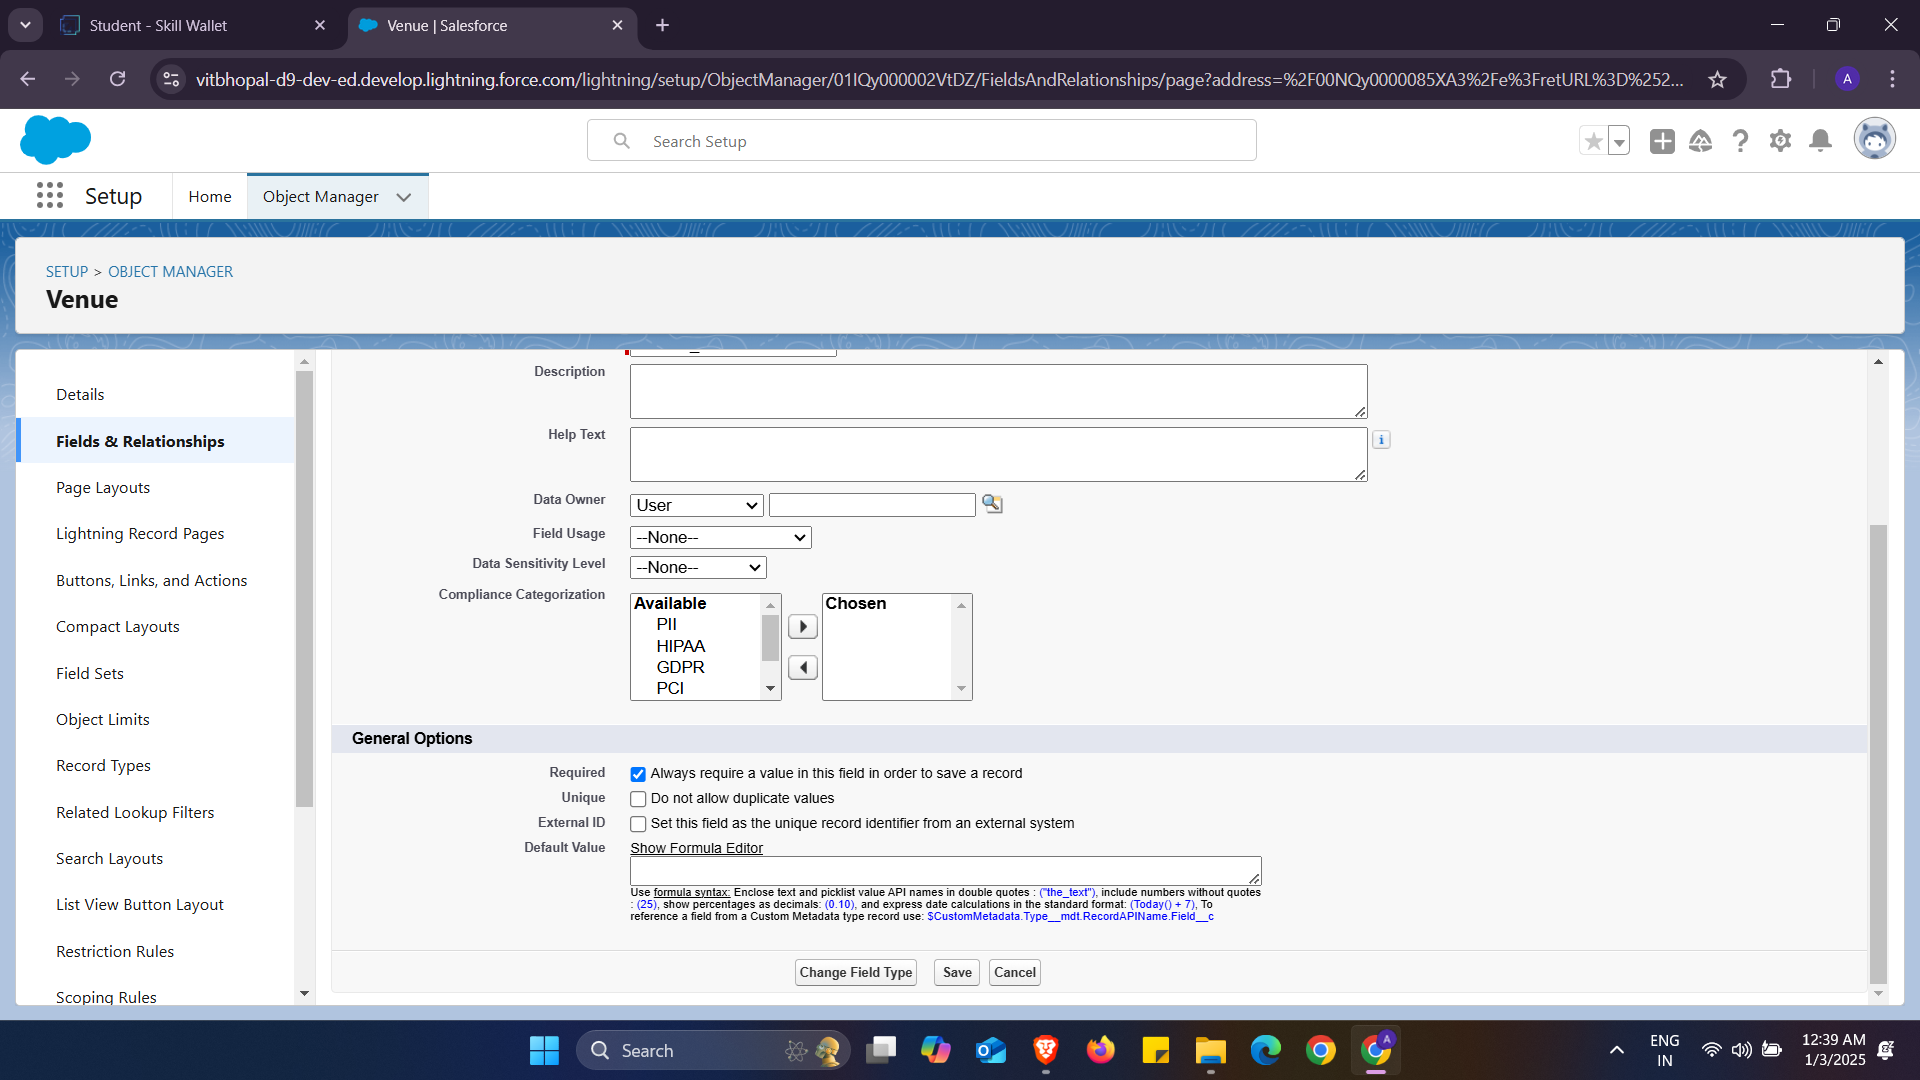 Student - Skill Wallet
Venue | Salesforce
vitbhopal-d9-dev-ed.develop.lightning.force.com/lightning/setup/ObjectManager/01IQy000002VtDZ/FieldsAndRelationships/page?address=%2F00NQy0000085XA3%2Fe%3FretURL%3D%252...
A
Search Setup
Setup
Home
Object Manager
SETUP > OBJECT MANAGER
Venue
Details
Fields & Relationships
Page Layouts
Lightning Record Pages
Buttons, Links, and Actions
Compact Layouts
Field Sets
Object Limits
Record Types
Related Lookup Filters
Search Layouts
List View Button Layout
Restriction Rules
Scoping Rules
Description
Help Text
i
Data Owner
User
Field Usage
--None--
Data Sensitivity Level
--None--
Compliance Categorization
Available
PII
HIPAA
GDPR
PCI
Chosen
General Options
Required
Always require a value in this field in order to save a record
Unique
Do not allow duplicate values
External ID
Set this field as the unique record identifier from an external system
Default Value
Show Formula Editor
Use formula syntax: Enclose text and picklist value API names in double quotes : ("the_text"), include numbers without quotes
: (25), show percentages as decimals: (0.10), and express date calculations in the standard format: (Today() + 7), To
reference a field from a Custom Metadata type record use: $CustomMetadata.Type__mdt.RecordAPIName.Field__c
Change Field Type
Save
Cancel
Search
A
ENG
IN
12:39 AM
1/3/2025